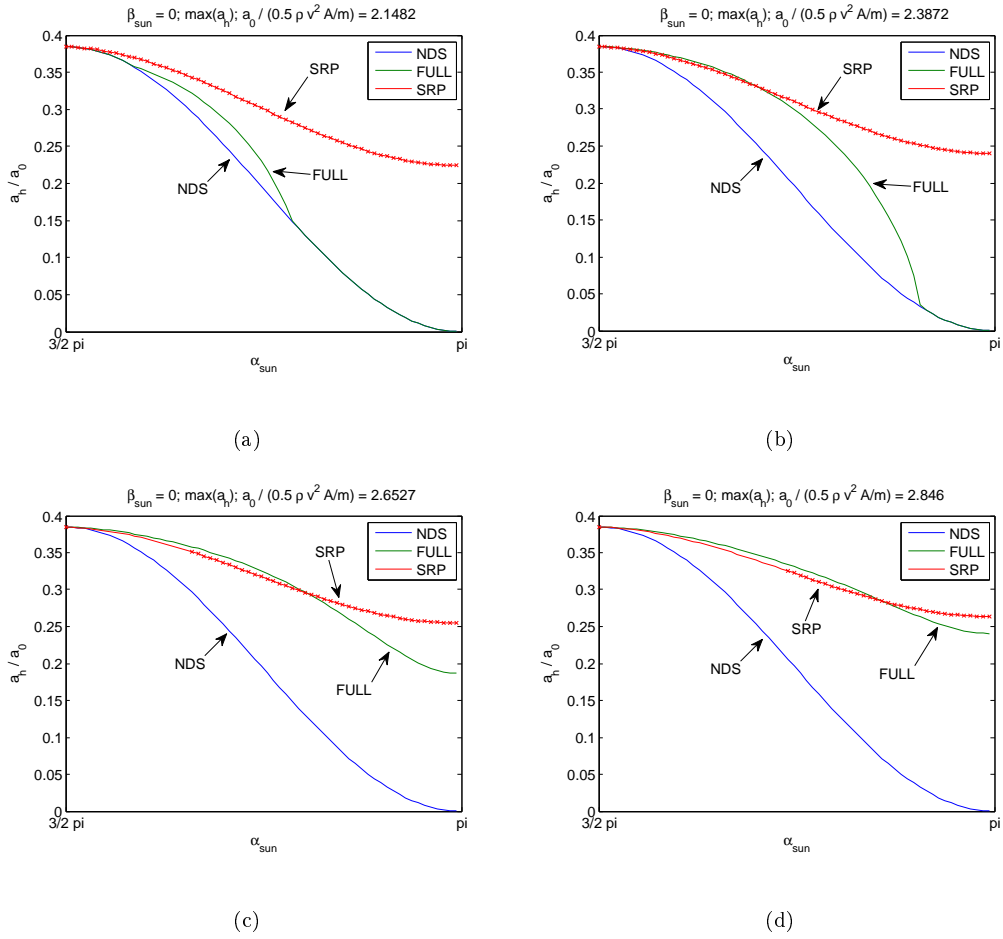 β_sun = 0; max(a_h); a_0 / (0.5 ρ v² A/m) = 2.1482
0.4
0.35
0.3
0.25
0.2
0.15
0.1
0.05
0
a_h / a_0
3/2 pi
pi
α_sun
NDS
FULL
SRP
SRP
FULL
NDS
(a)
β_sun = 0; max(a_h); a_0 / (0.5 ρ v² A/m) = 2.3872
0.4
0.35
0.3
0.25
0.2
0.15
0.1
0.05
0
a_h / a_0
3/2 pi
pi
α_sun
NDS
FULL
SRP
SRP
NDS
FULL
(b)
β_sun = 0; max(a_h); a_0 / (0.5 ρ v² A/m) = 2.6527
0.4
0.35
0.3
0.25
0.2
0.15
0.1
0.05
0
a_h / a_0
3/2 pi
pi
α_sun
NDS
FULL
SRP
SRP
NDS
FULL
(c)
β_sun = 0; max(a_h); a_0 / (0.5 ρ v² A/m) = 2.846
0.4
0.35
0.3
0.25
0.2
0.15
0.1
0.05
0
a_h / a_0
3/2 pi
pi
α_sun
NDS
FULL
SRP
SRP
NDS
FULL
(d)